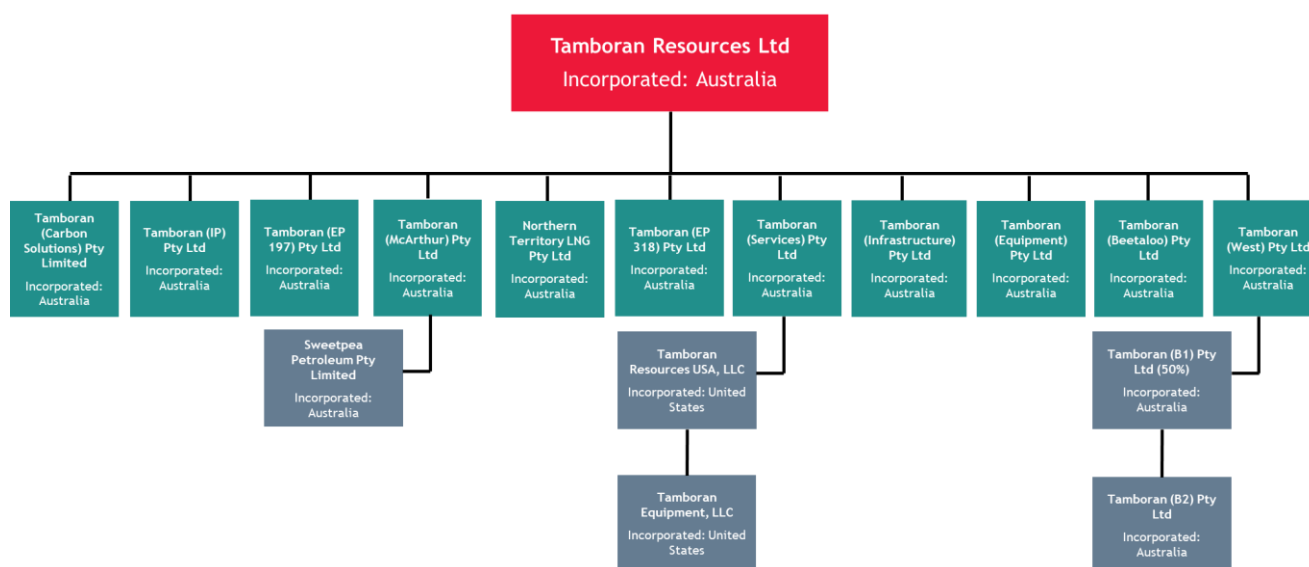 Tamboran Resources Ltd
Incorporated: Australia
Tamboran
(Carbon
Solutions) Pty
Limited
Incorporated:
Australia
Tamboran (IP)
Pty Ltd
Incorporated:
Australia
Tamboran (EP
197) Pty Ltd
Incorporated:
Australia
Tamboran
(McArthur) Pty
Ltd
Incorporated:
Australia
Northern
Territory LNG
Pty Ltd
Incorporated:
Australia
Tamboran (EP
318) Pty Ltd
Incorporated:
Australia
Tamboran
(Services) Pty
Ltd
Incorporated:
Australia
Tamboran
(Infrastructure)
Pty Ltd
Incorporated:
Australia
Tamboran
(Equipment)
Pty Ltd
Incorporated:
Australia
Tamboran
(Beetaloo) Pty
Ltd
Incorporated:
Australia
Tamboran
(West) Pty Ltd
Incorporated:
Australia
Sweetpea
Petroleum Pty
Limited
Incorporated:
Australia
Tamboran
Resources USA, LLC
Incorporated: United
States
Tamboran (B1) Pty
Ltd (50%)
Incorporated:
Australia
Tamboran
Equipment, LLC
Incorporated: United
States
Tamboran (B2) Pty
Ltd
Incorporated:
Australia